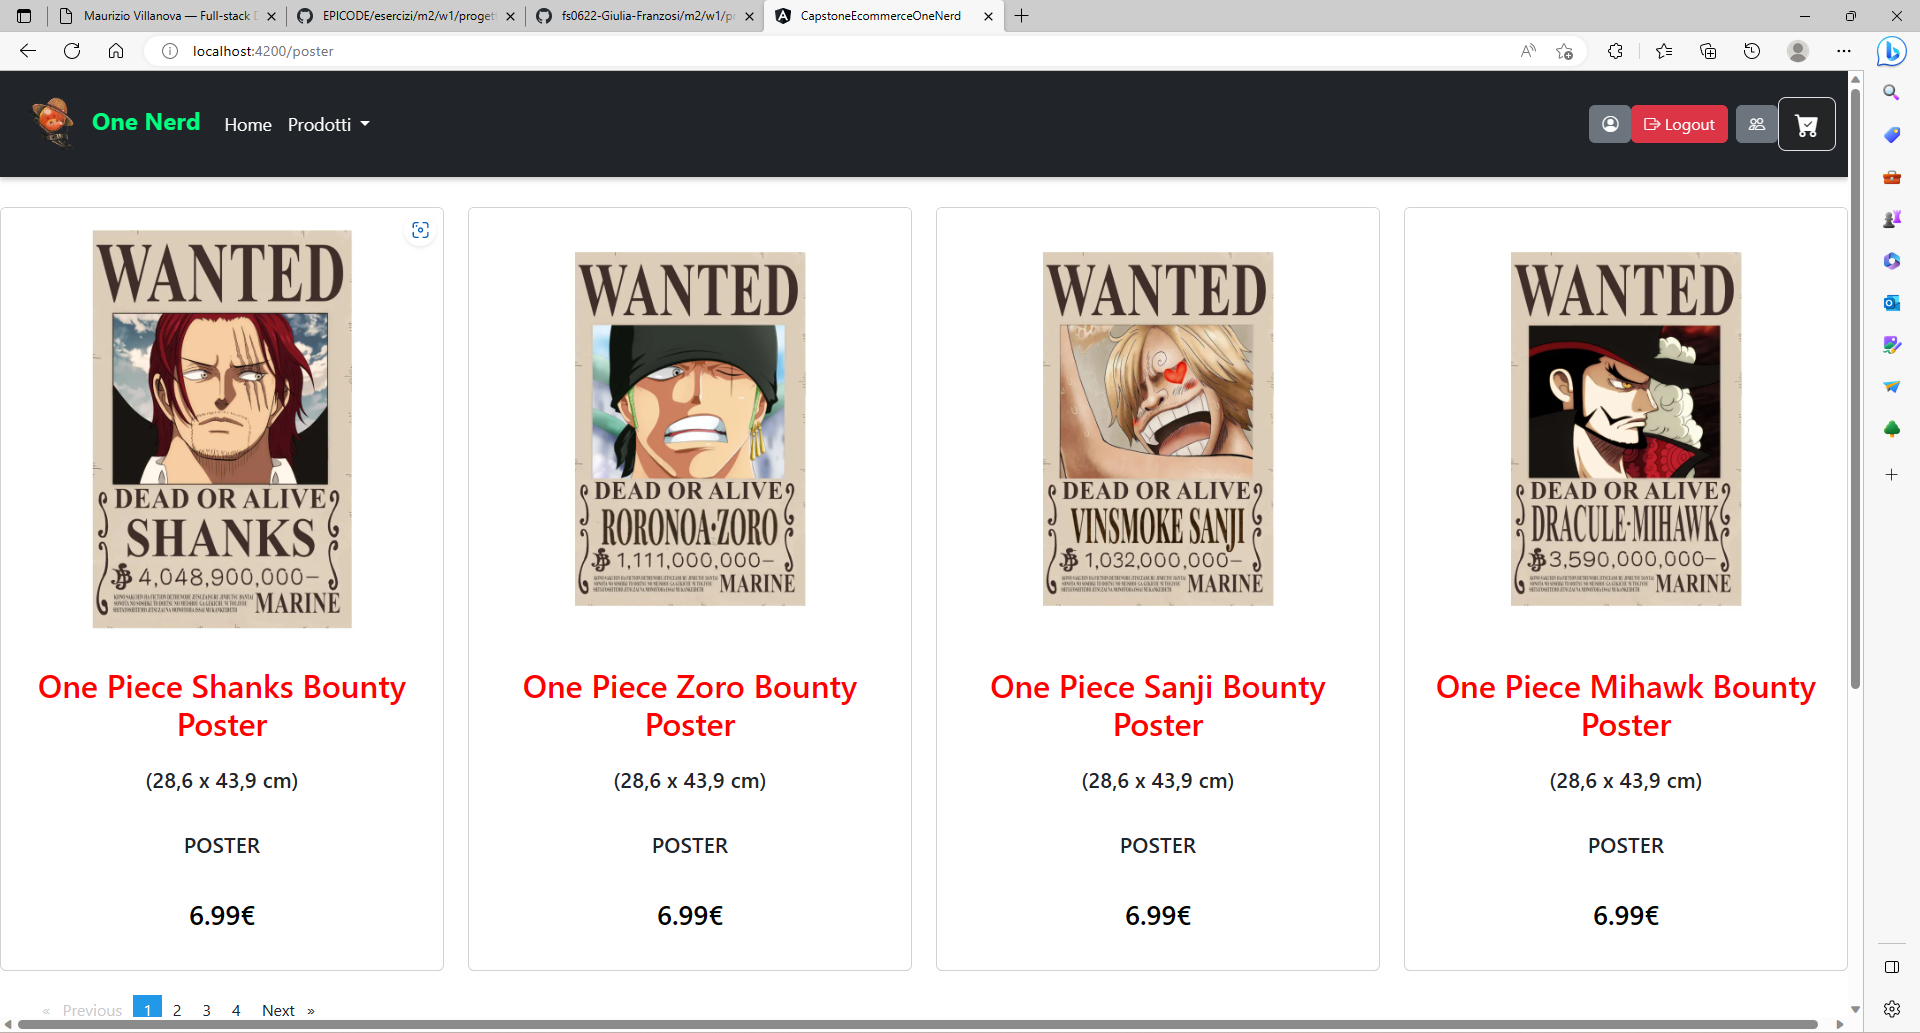 Maurizio Villanova — Full-stack D
EPICODE/esercizi/m2/w1/proget
fs0622-Giulia-Franzosi/m2/w1/pr
CapstoneEcommerceOneNerd
localhost:4200/poster
One Nerd
Home
Prodotti
Logout
WANTED
DEAD OR ALIVE
SHANKS
4,048,900,000-
MARINE
WANTED
DEAD OR ALIVE
RORONOA·ZORO
1,111,000,000-
MARINE
WANTED
DEAD OR ALIVE
VINSMOKE SANJI
1,032,000,000-
MARINE
WANTED
DEAD OR ALIVE
DRACULE·MIHAWK
3,590,000,000-
MARINE
One Piece Shanks Bounty
Poster
(28,6 x 43,9 cm)
POSTER
6.99€
One Piece Zoro Bounty
Poster
(28,6 x 43,9 cm)
POSTER
6.99€
One Piece Sanji Bounty
Poster
(28,6 x 43,9 cm)
POSTER
6.99€
One Piece Mihawk Bounty
Poster
(28,6 x 43,9 cm)
POSTER
6.99€
« Previous 1 2 3 4 Next »